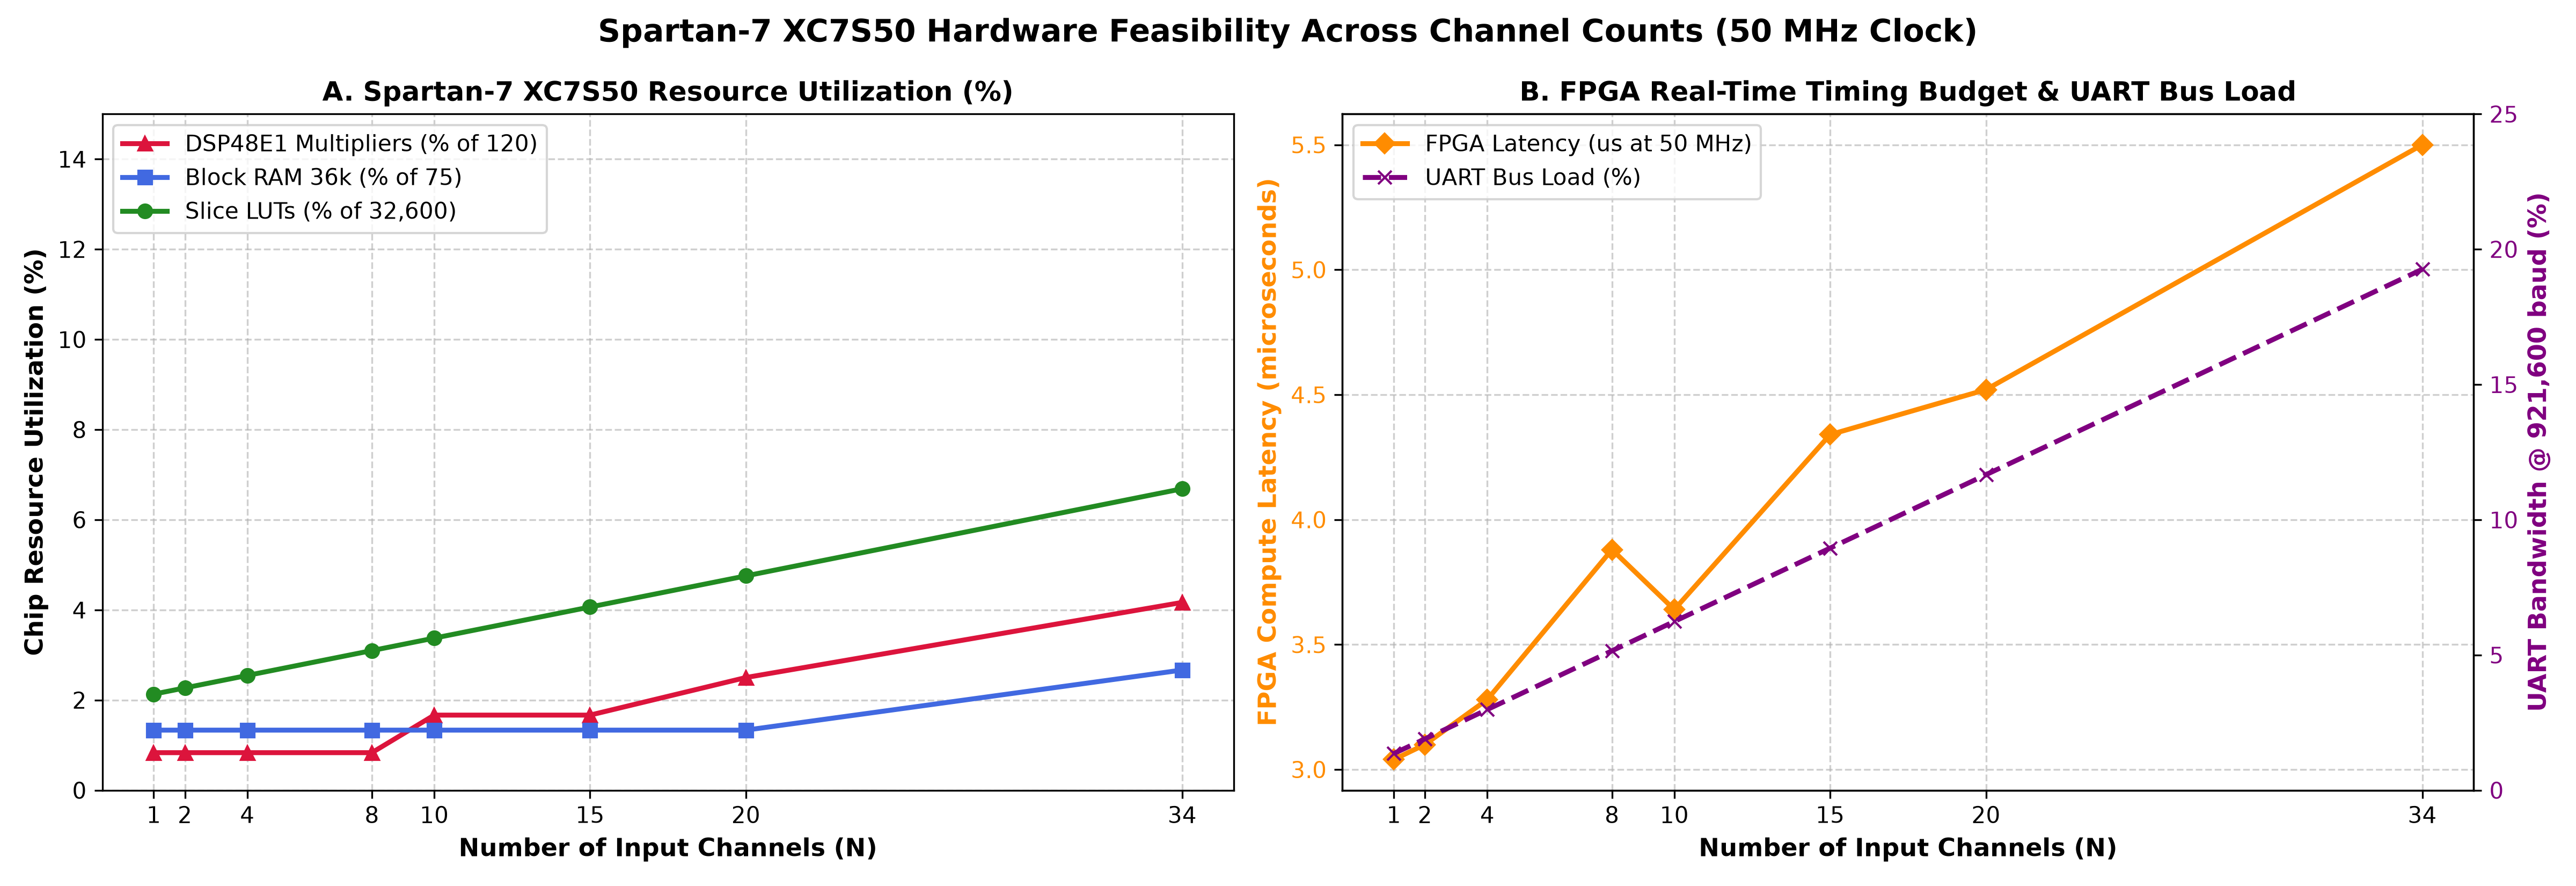 Spartan-7 XC7S50 Hardware Feasibility Across Channel Counts (50 MHz Clock)
A. Spartan-7 XC7S50 Resource Utilization (%)
DSP48E1 Multipliers (% of 120)
Block RAM 36k (% of 75)
Slice LUTs (% of 32,600)
Chip Resource Utilization (%)
14
12
10
8
6
4
2
0
1 2 4 8 10 15 20 34
Number of Input Channels (N)
B. FPGA Real-Time Timing Budget & UART Bus Load
FPGA Latency (us at 50 MHz)
UART Bus Load (%)
FPGA Compute Latency (microseconds)
5.5
5.0
4.5
4.0
3.5
3.0
1 2 4 8 10 15 20 34
Number of Input Channels (N)
25
20
15
10
5
0
UART Bandwidth @ 921,600 baud (%)